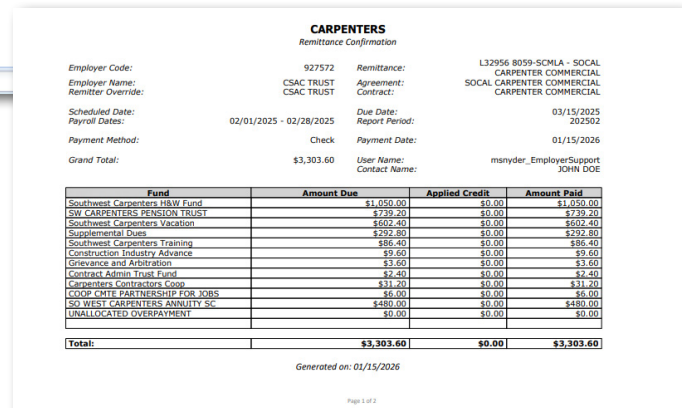 CARPENTERS
Remittance Confirmation
Employer Code: 927572 Remittance: L32956 8059-SCMLA - SOCAL
CARPENTER COMMERCIAL
Employer Name: CSAC TRUST Agreement: SOCAL CARPENTER COMMERCIAL
Remitter Override: CSAC TRUST Contract: CARPENTER COMMERCIAL
Scheduled Date: Due Date: 03/15/2025
Payroll Dates: 02/01/2025 - 02/28/2025 Report Period: 202502
Payment Method: Check Payment Date: 01/15/2026
Grand Total: $3,303.60 User Name: msnyder_EmployerSupport
Contact Name: JOHN DOE
Fund Amount Due Applied Credit Amount Paid
Southwest Carpenters H&W Fund $1,050.00 $0.00 $1,050.00
SW CARPENTERS PENSION TRUST $739.20 $0.00 $739.20
Southwest Carpenters Vacation $602.40 $0.00 $602.40
Supplemental Dues $292.80 $0.00 $292.80
Southwest Carpenters Training $86.40 $0.00 $86.40
Construction Industry Advance $9.60 $0.00 $9.60
Grievance and Arbitration $3.60 $0.00 $3.60
Contract Admin Trust Fund $2.40 $0.00 $2.40
Carpenters Contractors Coop $31.20 $0.00 $31.20
COOP CMTE PARTNERSHIP FOR JOBS $6.00 $0.00 $6.00
SO WEST CARPENTERS ANNUITY SC $480.00 $0.00 $480.00
UNALLOCATED OVERPAYMENT $0.00 $0.00 $0.00
Total: $3,303.60 $0.00 $3,303.60
Generated on: 01/15/2026
Page 1 of 2